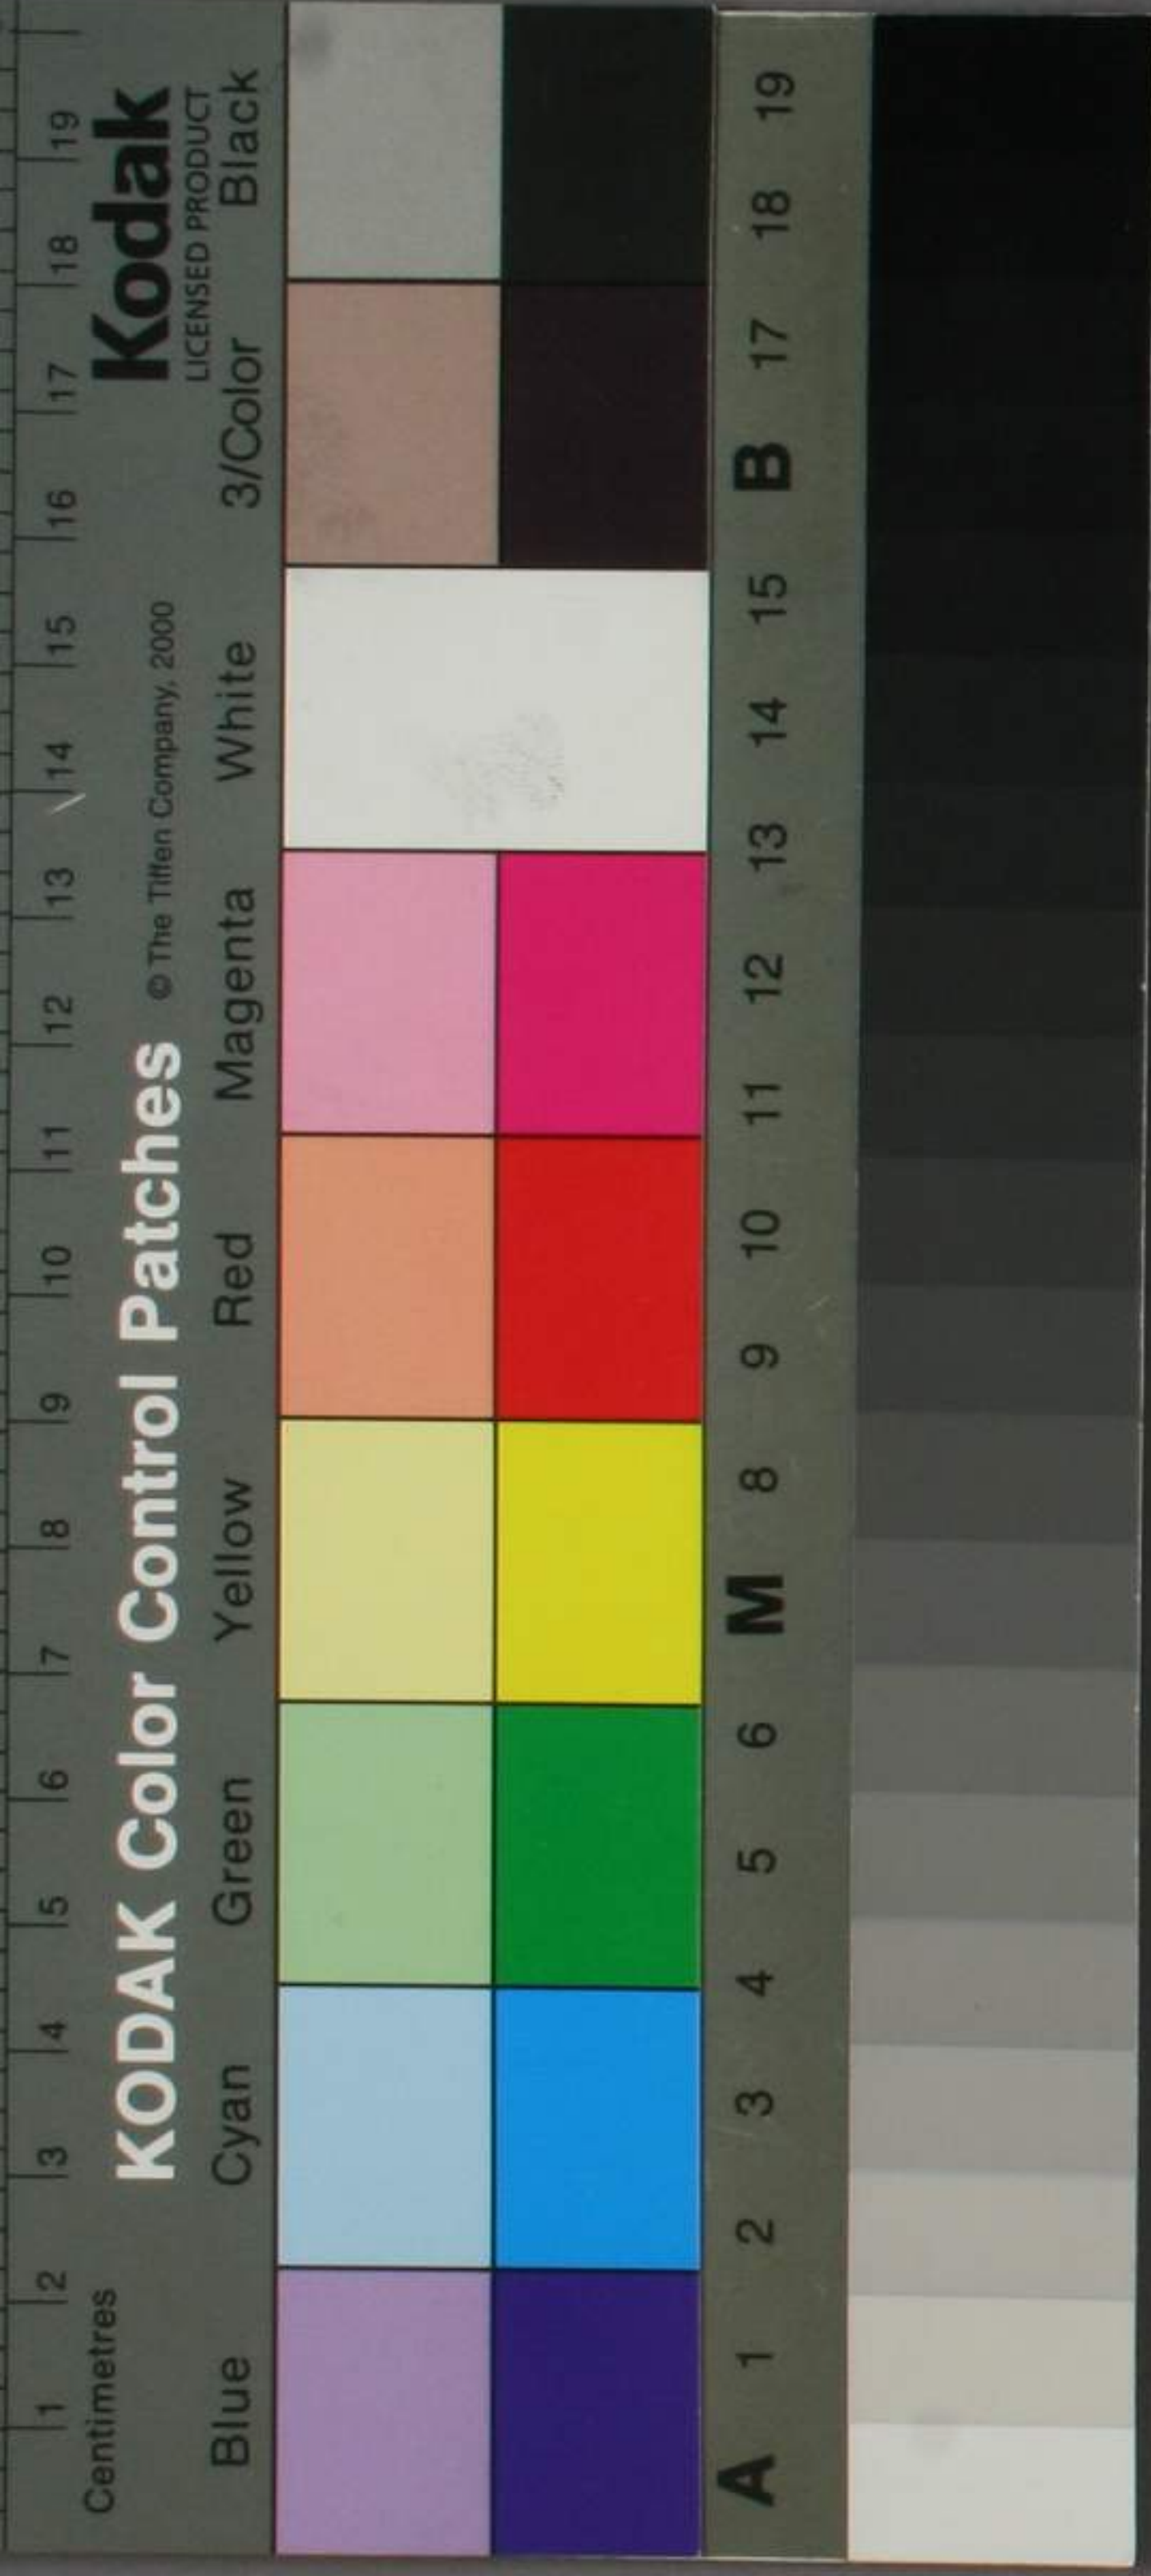 1 2 3 4 5 6 7 8 9 10 11 12 13 14 15 16 17 18 19
Centimetres
KODAK Color Control Patches © The Tiffen Company, 2000
Kodak
LICENSED PRODUCT
Blue Cyan Green Yellow Red Magenta White 3/Color Black
A 1 2 3 4 5 6 M 8 9 10 11 12 13 14 15 B 17 18 19